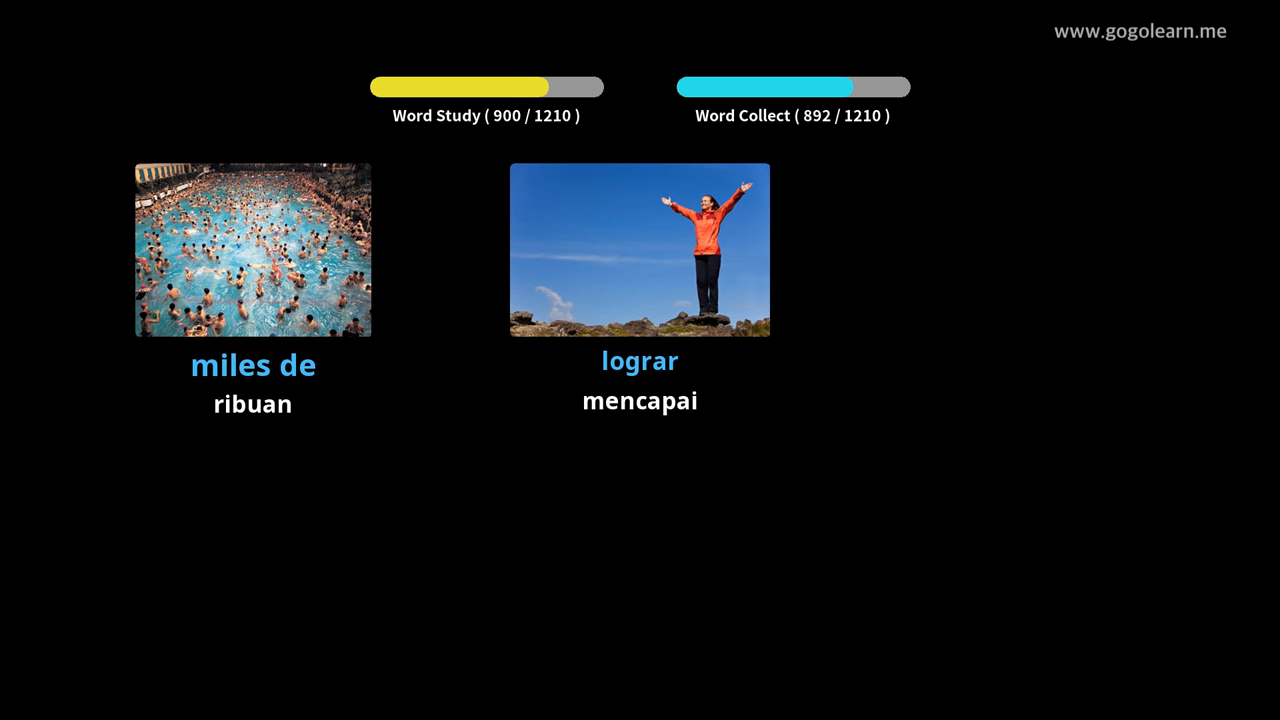 www.gogolearn.me
Word Study ( 900 / 1210 )
Word Collect ( 892 / 1210 )
miles de
ribuan
lograr
mencapai